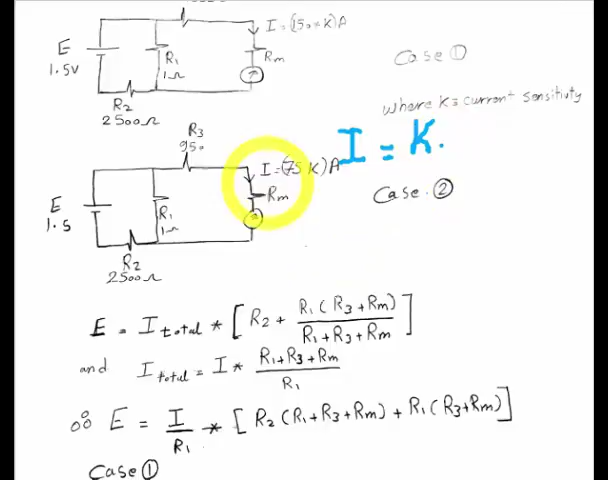 I = (150 × K) A
E
1.5V
R1
1Ω
Rm
Case ①
R2
2500Ω
where K = current sensitivity
R3
950
I = K.
I = (75 K) A
E
1.5
R1
1Ω
Rm
Case . ②
R2
2500Ω
E = Itotal * [ R2 + R1 ( R3 + Rm) / R1 + R3 + Rm ]
and Itotal = I * R1 + R3 + Rm / R1
∴ E = I / R1 * [ R2 ( R1 + R3 + Rm) + R1 ( R3 + Rm) ]
Case ①